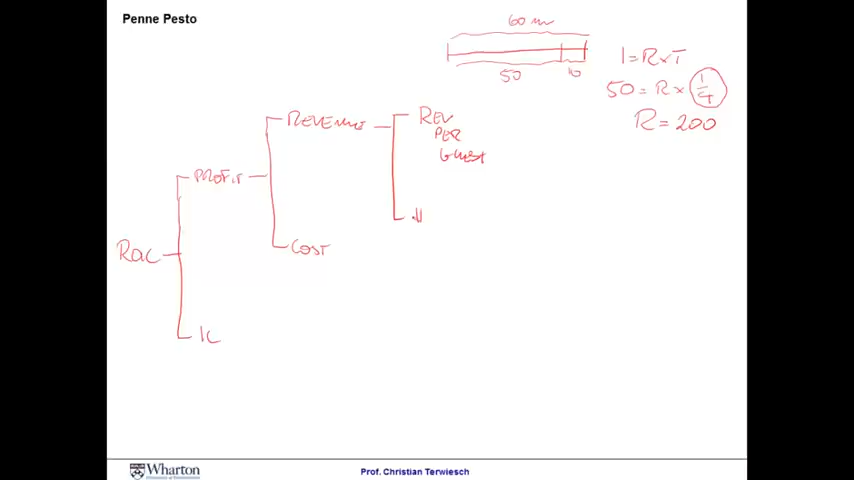 Penne Pesto
60 m
50
10
I = R x T
50 = R x 1/4
R = 200
REVENUE
REV
PER
GUEST
PROFIT
COST
ROIC
IC
Wharton
Prof. Christian Terwiesch